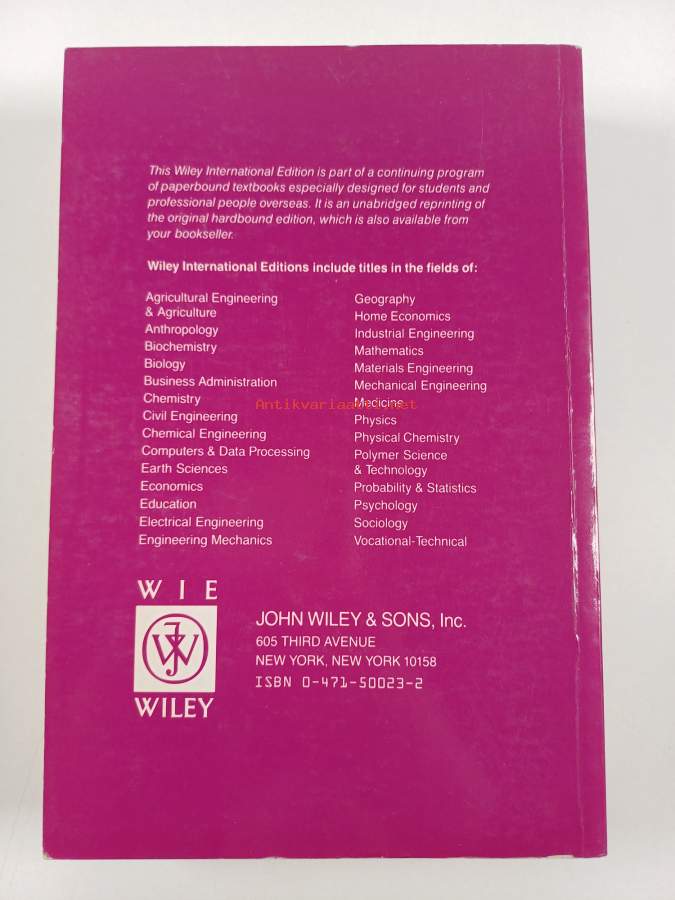 This Wiley International Edition is part of a continuing program
of paperbound textbooks especially designed for students and
professional people overseas. It is an unabridged reprinting of
the original hardbound edition, which is also available from
your bookseller.
Wiley International Editions include titles in the fields of:
Agricultural Engineering
& Agriculture
Anthropology
Biochemistry
Biology
Business Administration
Chemistry
Civil Engineering
Chemical Engineering
Computers & Data Processing
Earth Sciences
Economics
Education
Electrical Engineering
Engineering Mechanics
Geography
Home Economics
Industrial Engineering
Mathematics
Materials Engineering
Mechanical Engineering
Medicine
Physics
Physical Chemistry
Polymer Science
& Technology
Probability & Statistics
Psychology
Sociology
Vocational-Technical
Antikvariaatti.net
WIE
JW
WILEY
JOHN WILEY & SONS, Inc.
605 THIRD AVENUE
NEW YORK, NEW YORK 10158
ISBN 0-471-50023-2